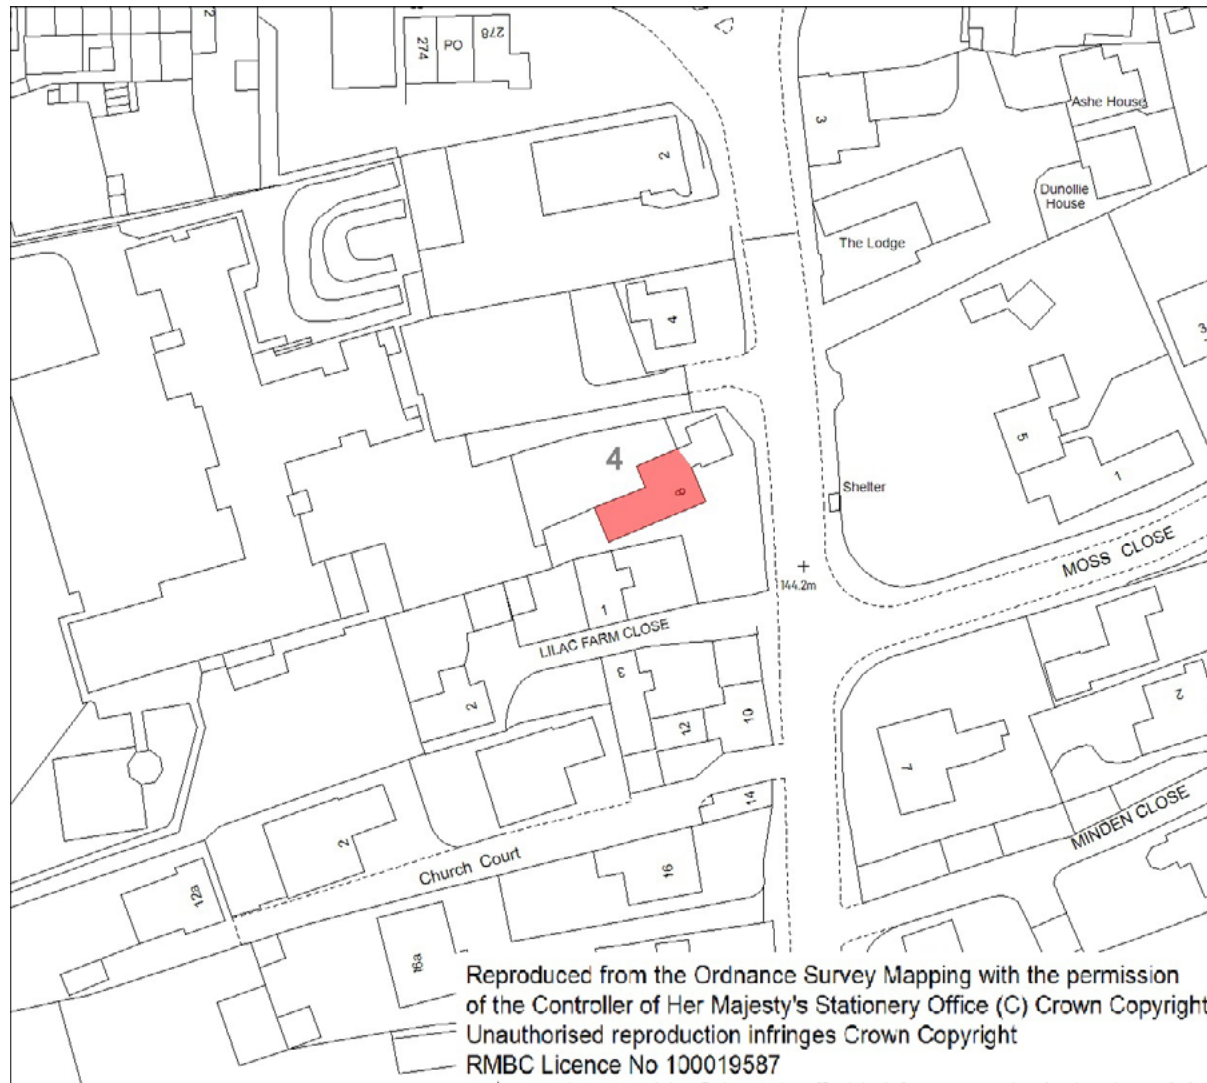 2
274
PO
278
Ashe House
3
2
Dunollie
House
The Lodge
4
3
5
4
1
8
Shelter
144.2m
MOSS CLOSE
1
LILAC FARM CLOSE
3
2
2
12
10
7
14
MINDEN CLOSE
2
Church Court
16
12a
16a
Reproduced from the Ordnance Survey Mapping with the permission
of the Controller of Her Majesty's Stationery Office (C) Crown Copyright
Unauthorised reproduction infringes Crown Copyright
RMBC Licence No 100019587